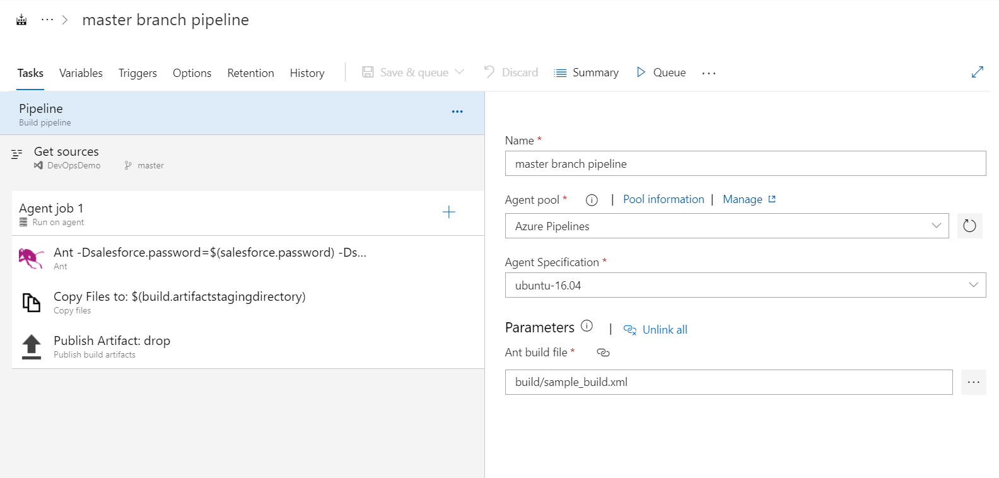 ... > master branch pipeline
Tasks Variables Triggers Options Retention History Save & queue Discard Summary Queue ...
Pipeline
Build pipeline
...
Get sources
DevOpsDemo master
Agent job 1
Run on agent
Ant -Dsalesforce.password=$(salesforce.password) -Ds...
Ant
Copy Files to: $(build.artifactstagingdirectory)
Copy files
Publish Artifact: drop
Publish build artifacts
Name *
master branch pipeline
Agent pool * | Pool information | Manage
Azure Pipelines
Agent Specification *
ubuntu-16.04
Parameters | Unlink all
Ant build file *
build/sample_build.xml
...